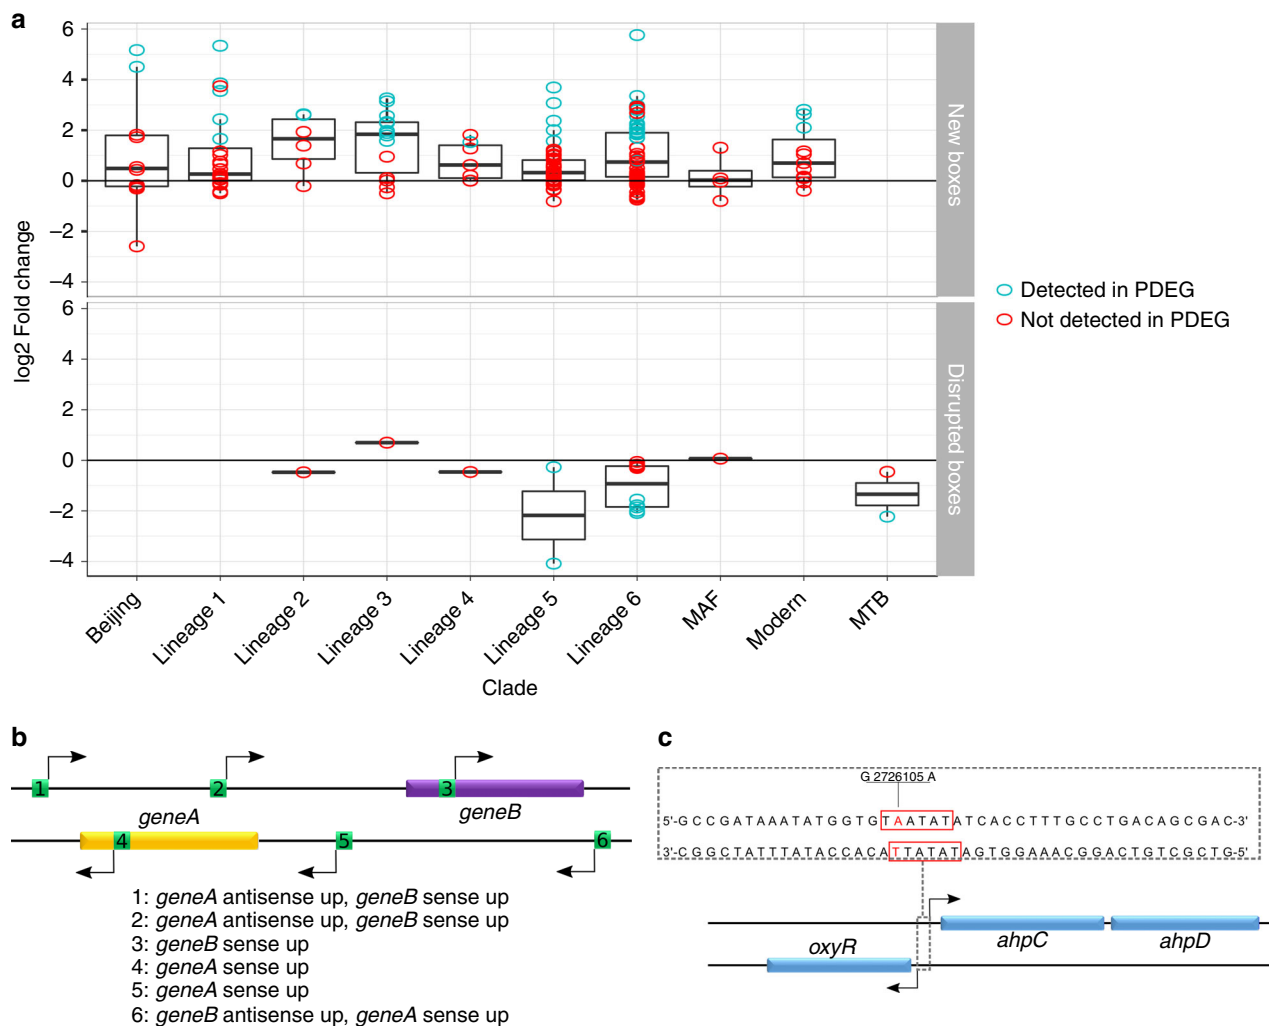 a
6
4
2
0
−2
−4
New boxes
6
4
2
0
−2
−4
Disrupted boxes
log2 Fold change
Detected in PDEG
Not detected in PDEG
Beijing
Lineage 1
Lineage 2
Lineage 3
Lineage 4
Lineage 5
Lineage 6
MAF
Modern
MTB
Clade
b
1
2
3
geneA
geneB
4
5
6
1: geneA antisense up, geneB sense up
2: geneA antisense up, geneB sense up
3: geneB sense up
4: geneA sense up
5: geneA sense up
6: geneB antisense up, geneA sense up
c
G 2726105 A
5'-GCCGATAAATATGGTGTAATATATCACCTTTGCCTGACAGCGAC-3'
3'-CGGCTATTTATACCACATTATATAGTGGAAACGGACTGTCGCTG-5'
oxyR
ahpC
ahpD